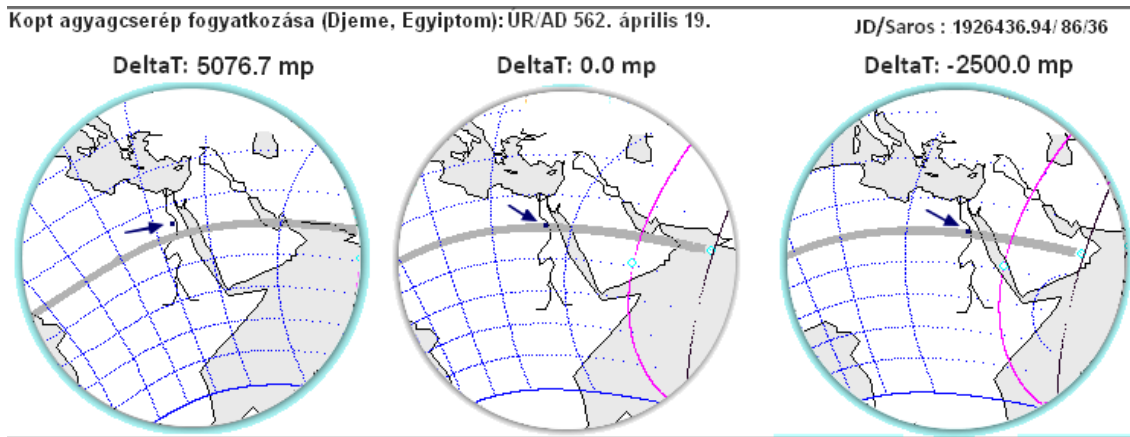 Kopt agyagcserép fogyatkozása (Djeme, Egyiptom): ÚR/AD 562. április 19.
JD/Saros : 1926436.94/ 86/36
DeltaT: 5076.7 mp
DeltaT: 0.0 mp
DeltaT: -2500.0 mp